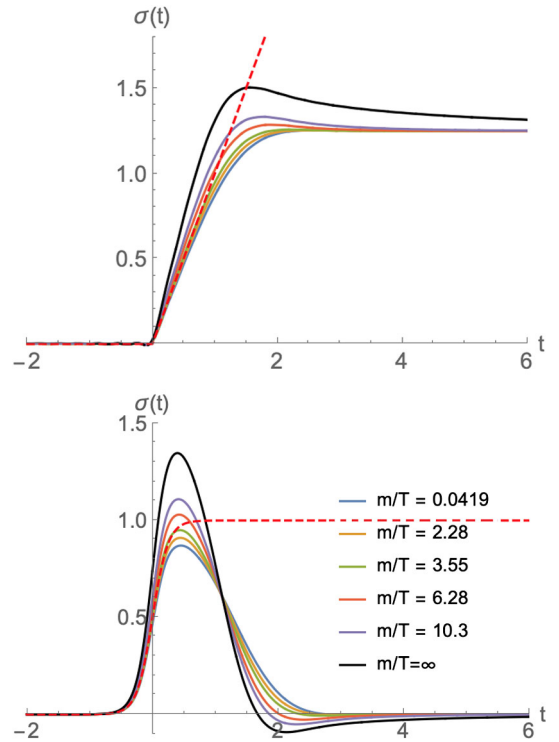 σ(t)
1.5
1.0
0.5
−2
2
4
6
t
σ(t)
1.5
1.0
0.5
−2
2
4
6
t
m/T = 0.0419
m/T = 2.28
m/T = 3.55
m/T = 6.28
m/T = 10.3
m/T=∞